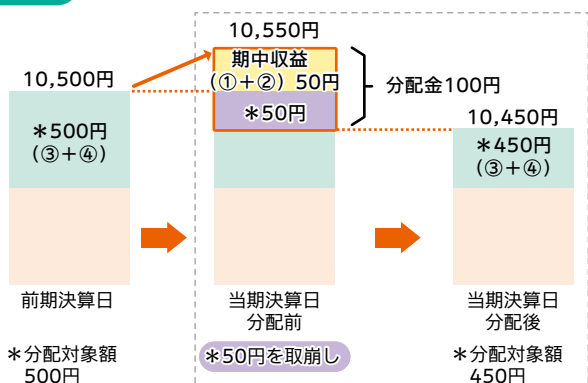 10,550円
10,500円
期中収益
(①+②) 50円
分配金100円
＊50円
＊500円
(③+④)
10,450円
＊450円
(③+④)
前期決算日
当期決算日
分配前
当期決算日
分配後
＊分配対象額
500円
＊50円を取崩し
＊分配対象額
450円